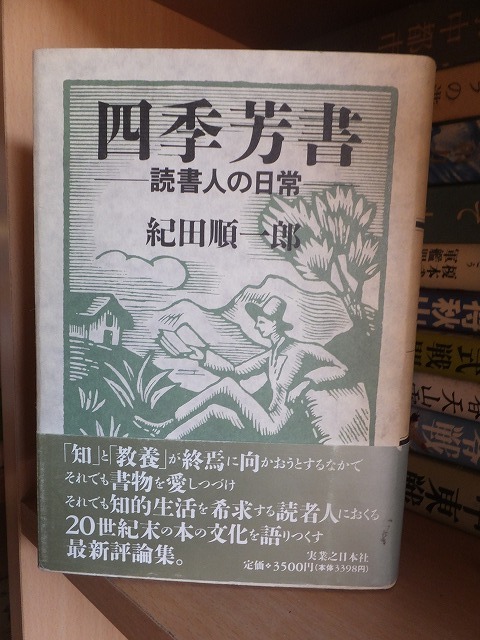 四季芳書
——読書人の日常
紀田順一郎
「知」と「教養」が終焉に向かおうとするなかで
それでも書物を愛しつづけ
それでも知的生活を希求する読者人におくる
20世紀末の本の文化を語りつくす
最新評論集。
実業之日本社
定価◆3500円(本体3398円)